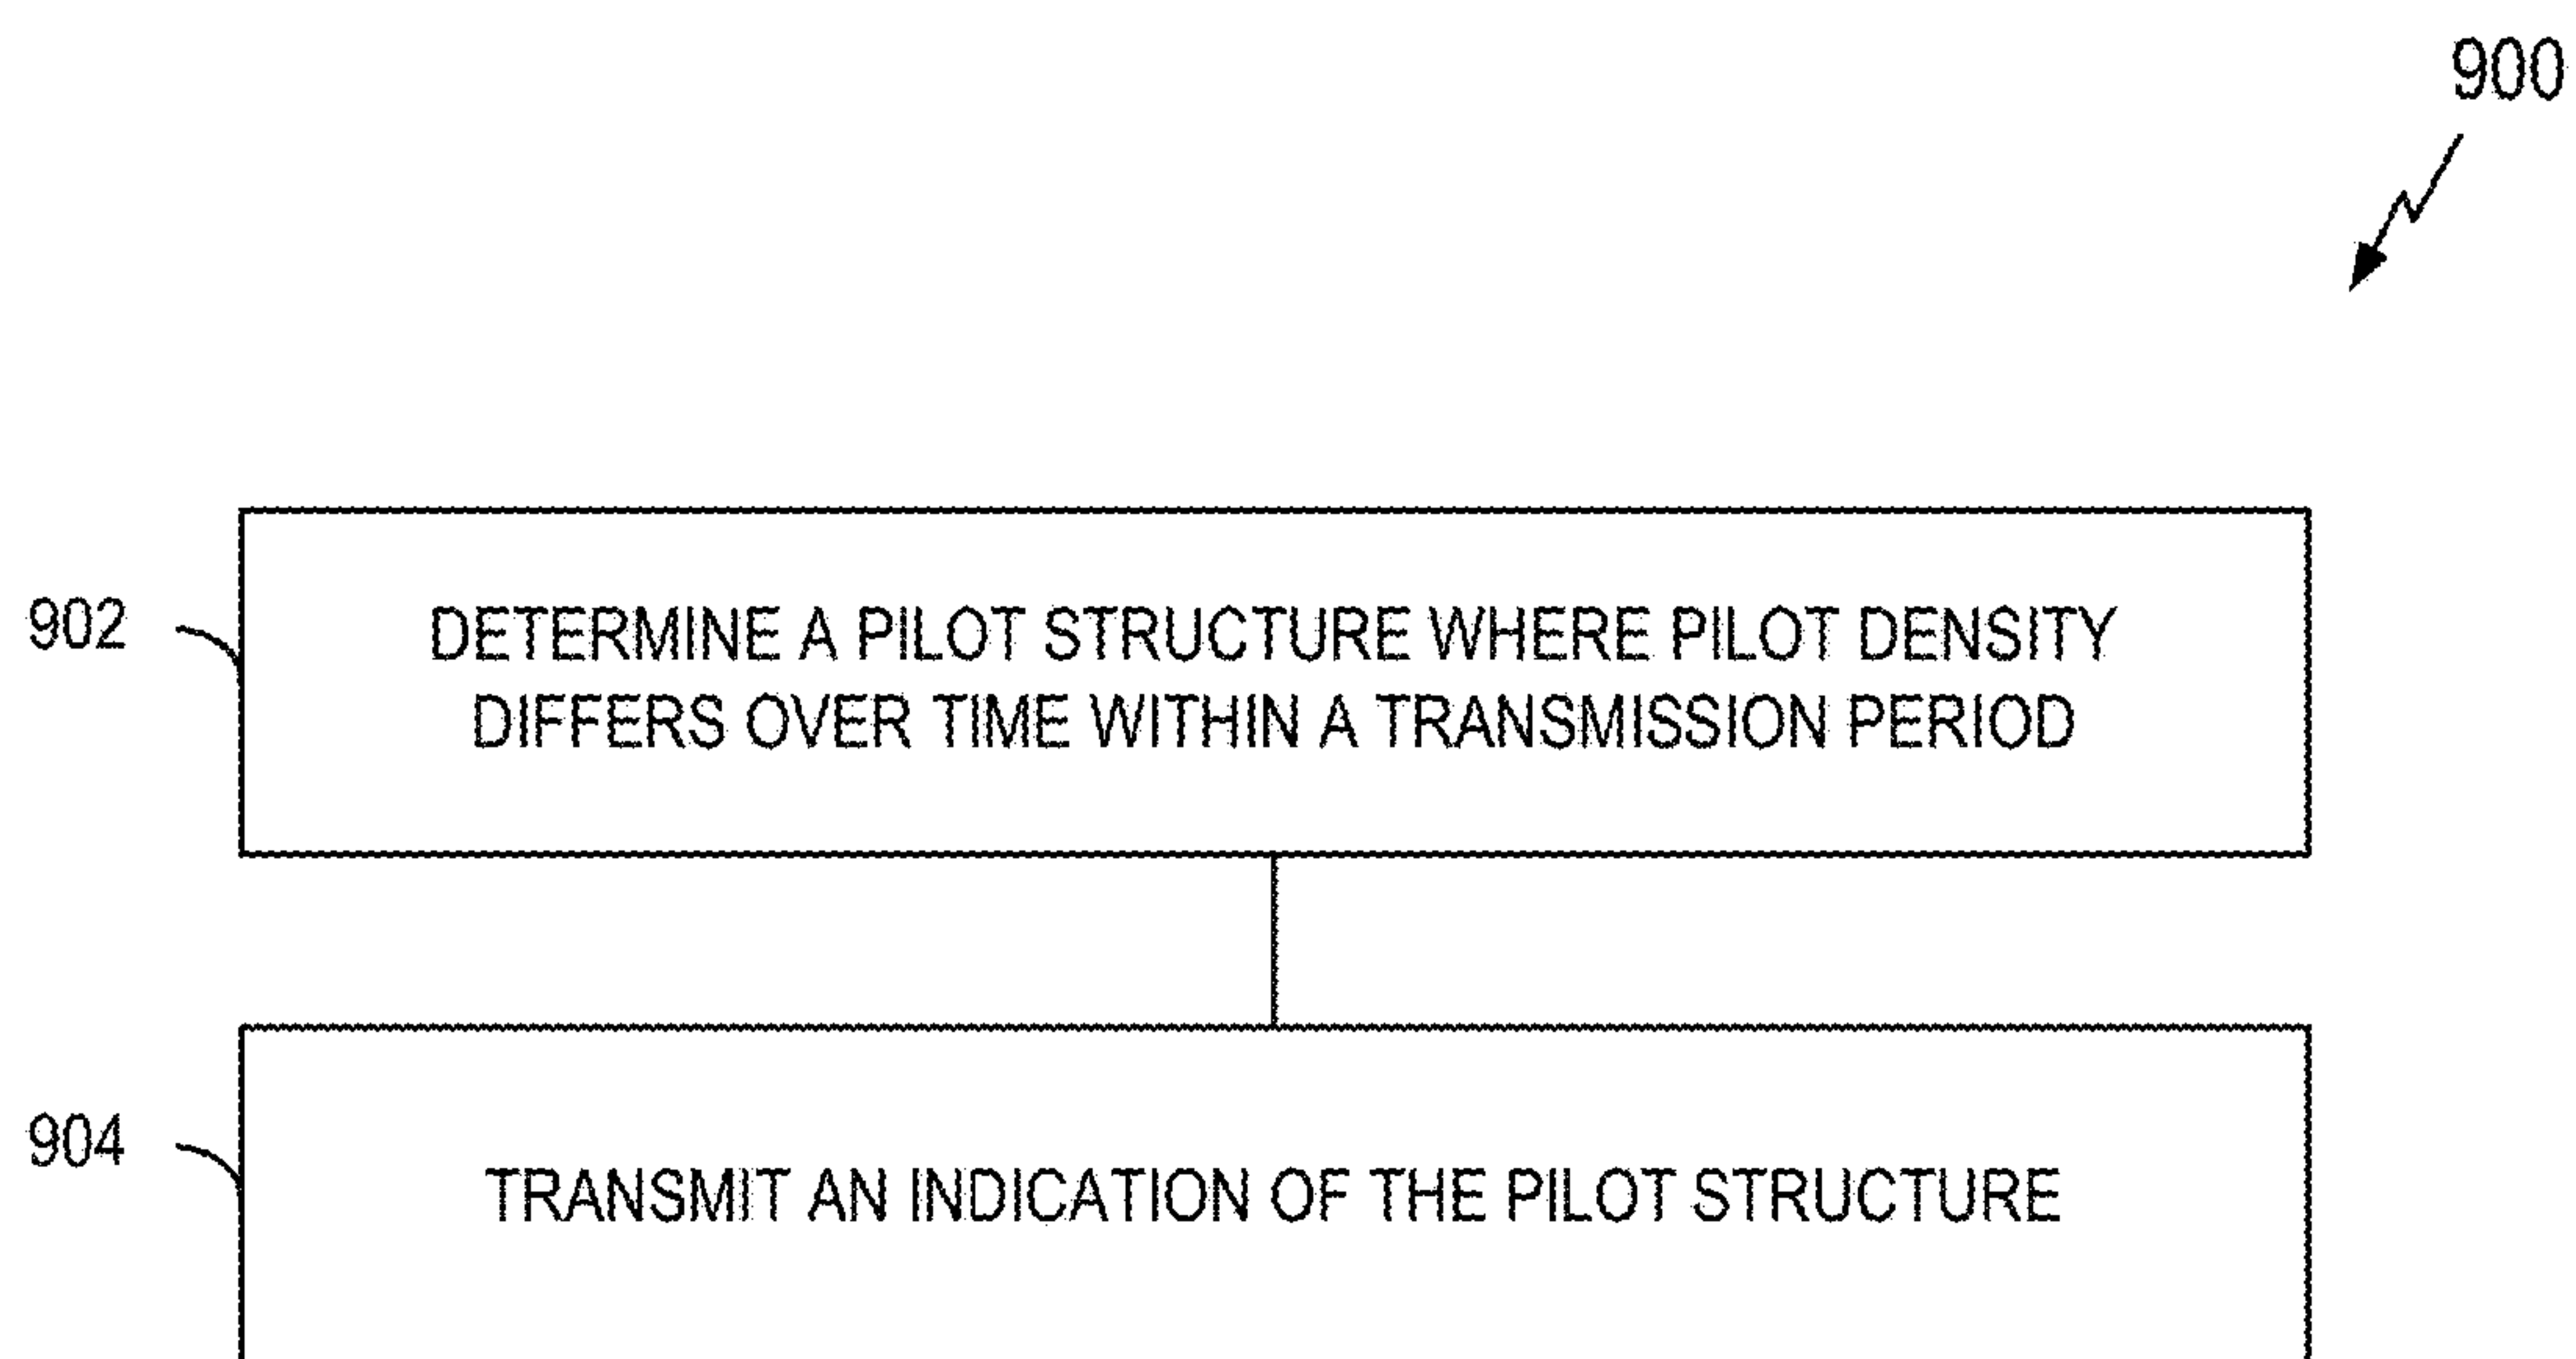 900
902
DETERMINE A PILOT STRUCTURE WHERE PILOT DENSITY
DIFFERS OVER TIME WITHIN A TRANSMISSION PERIOD
904
TRANSMIT AN INDICATION OF THE PILOT STRUCTURE